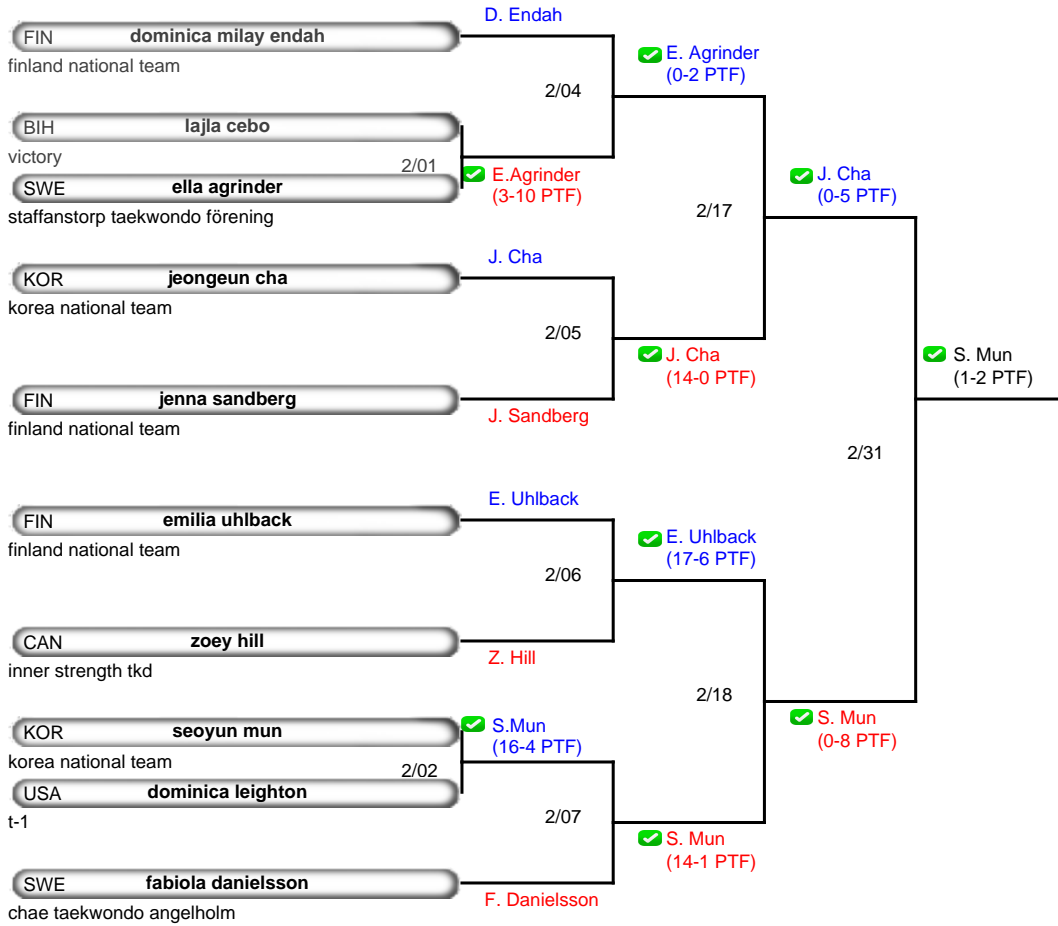 D. Endah
FIN dominica milay endah
finland national team
E. Agrinder
(0-2 PTF)
2/04
BIH lajla cebo
victory
2/01
E.Agrinder
(3-10 PTF)
SWE ella agrinder
staffanstorp taekwondo förening
J. Cha
(0-5 PTF)
2/17
J. Cha
KOR jeongeun cha
korea national team
2/05
J. Cha
(14-0 PTF)
S. Mun
(1-2 PTF)
FIN jenna sandberg
J. Sandberg
finland national team
2/31
E. Uhlback
FIN emilia uhlback
finland national team
E. Uhlback
(17-6 PTF)
2/06
CAN zoey hill
Z. Hill
inner strength tkd
2/18
KOR seoyun mun
S.Mun
(16-4 PTF)
S. Mun
(0-8 PTF)
korea national team
2/02
USA dominica leighton
t-1
2/07
S. Mun
(14-1 PTF)
SWE fabiola danielsson
F. Danielsson
chae taekwondo angelholm